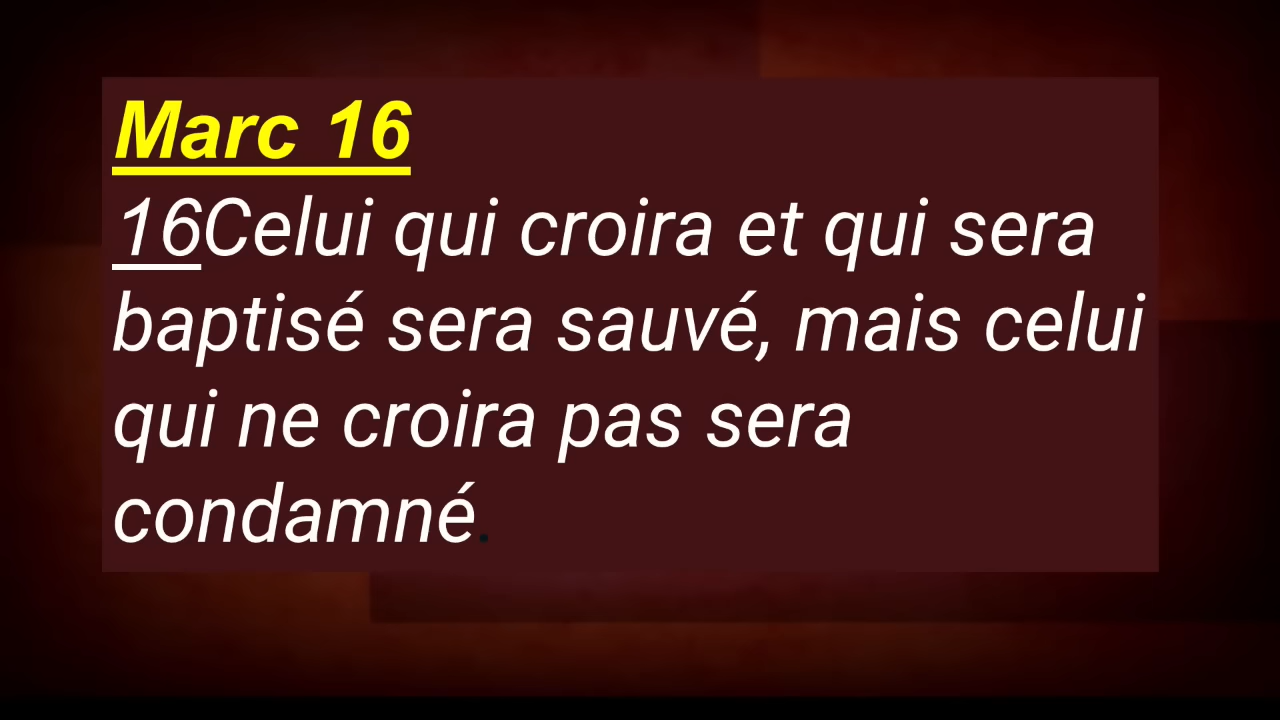 Marc 16
16Celui qui croira et qui sera
baptisé sera sauvé, mais celui
qui ne croira pas sera
condamné.